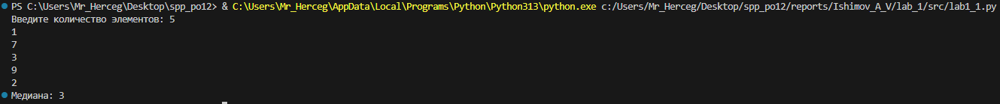 PS C:\Users\Mr_Herceg\Desktop\spp_po12> & C:\Users\Mr_Herceg\AppData\Local\Programs\Python\Python313\python.exe c:/Users/Mr_Herceg/Desktop/spp_po12/reports/Ishimov_A_V/lab_1/src/lab1_1.py
Введите количество элементов: 5
1
7
3
9
2
Медиана: 3